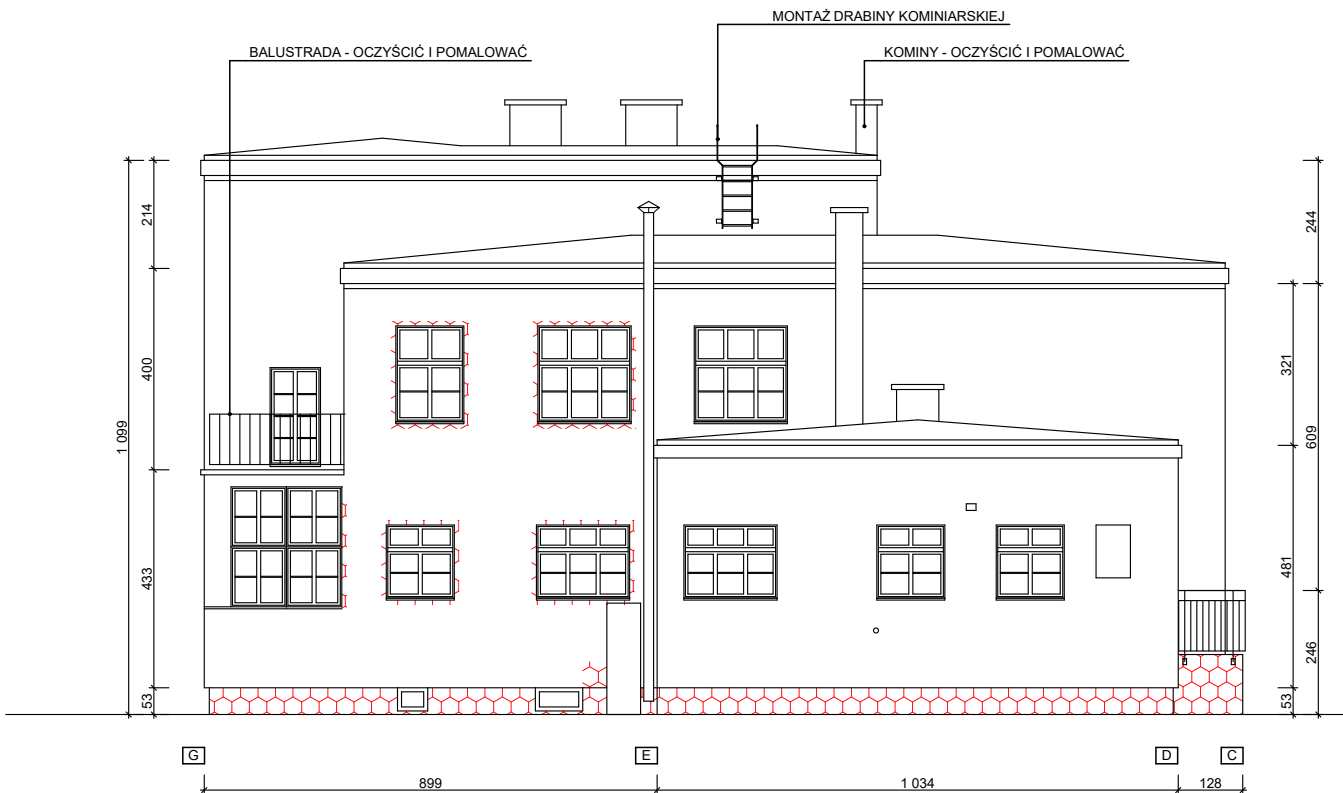 MONTAŻ DRABINY KOMINIARSKIEJ
BALUSTRADA - OCZYŚCIĆ I POMALOWAĆ
KOMINY - OCZYŚCIĆ I POMALOWAĆ
1 099
214
400
433
53
244
609
246
321
481
53
G
E
D
C
899
1 034
128